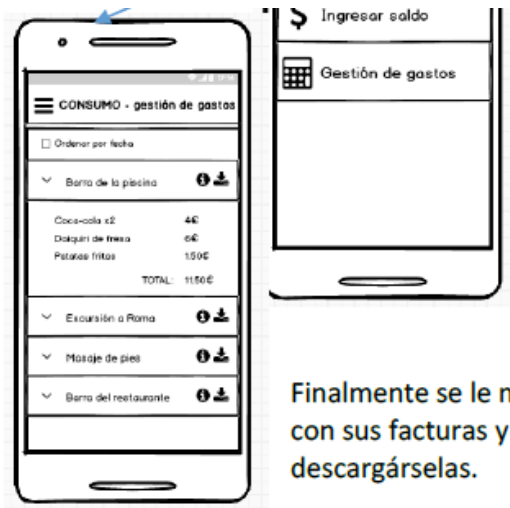 CONSUMO - gestión de gastos
Ordenar por fecha
Barra de la piscina
Coca-cola x2 4€
Daiquiri de fresa 6€
Patatas fritas 1.50€
TOTAL: 11.50€
Excursión a Roma
Masaje de pies
Barra del restaurante
$ Ingresar saldo
Gestión de gastos
Finalmente se le
con sus facturas y
descargárselas.